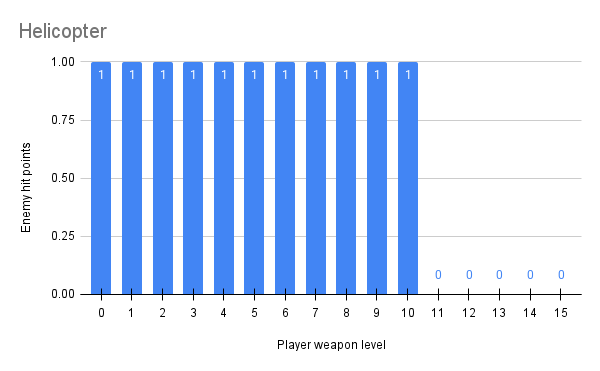 Helicopter
1.00
0.75
0.50
0.25
0.00
Enemy hit points
1 1 1 1 1 1 1 1 1 1 1 0 0 0 0 0
0 1 2 3 4 5 6 7 8 9 10 11 12 13 14 15
Player weapon level